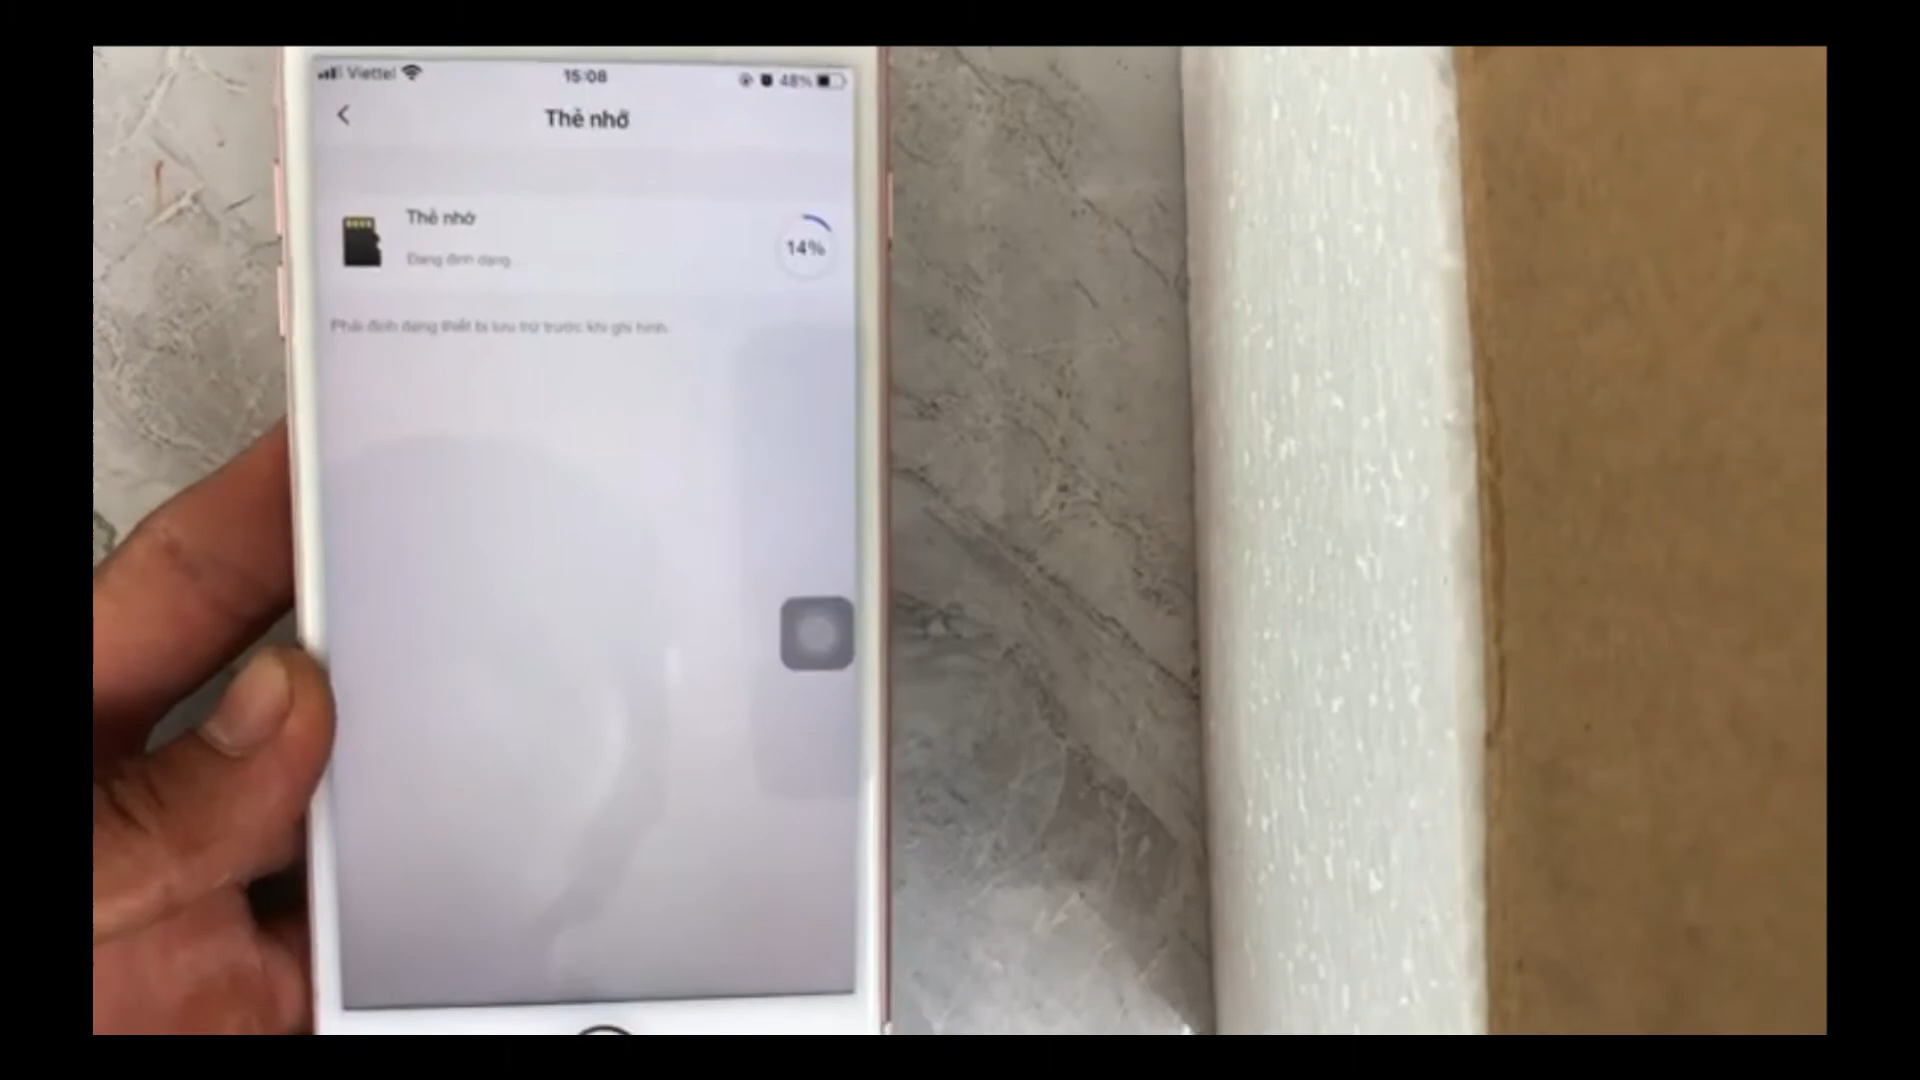 Viettel 15:08 48%
Thẻ nhớ
Thẻ nhớ
Đang định dạng
14%
Phải định dạng thiết bị lưu trữ trước khi ghi hình